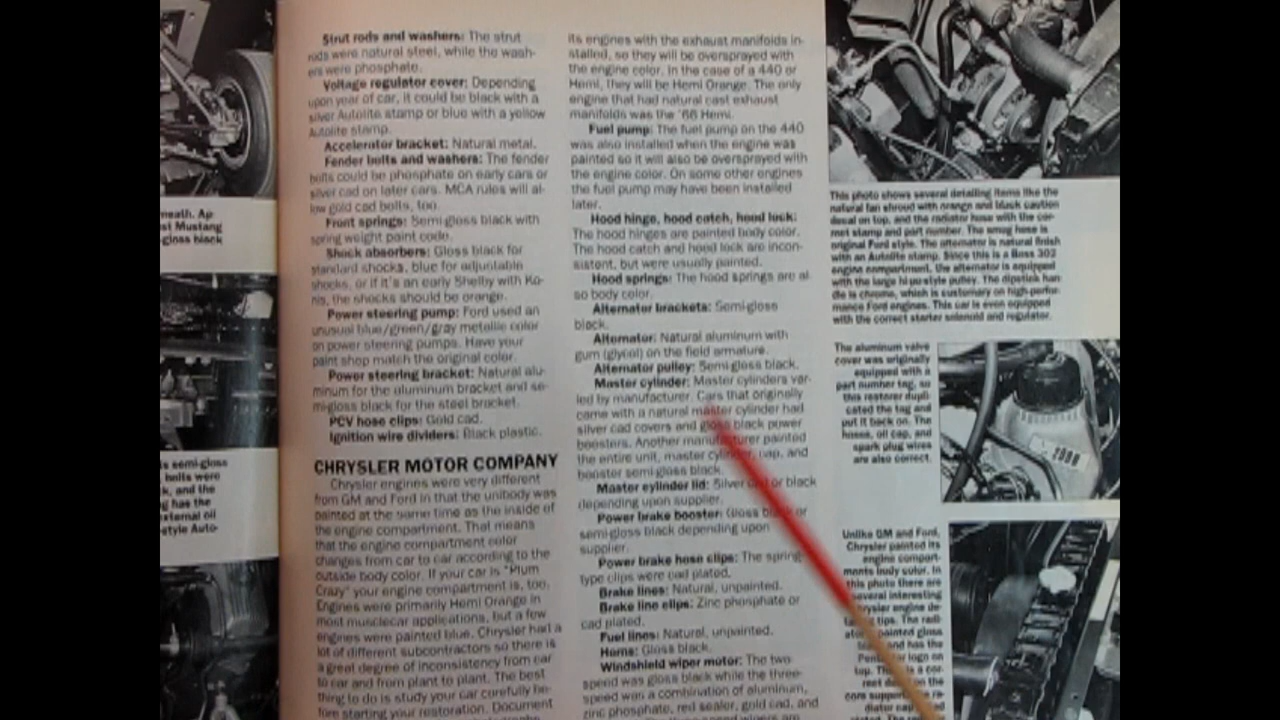 Strut rods and washers: The strut
rods were natural steel, while the wash-
ers were phosphate.
Voltage regulator cover: Depending
upon year of car, it could be black with a
silver Autolite stamp or blue with a yellow
Autolite stamp.
Accelerator bracket: Natural metal.
Fender bolts and washers: The fender
bolts could be phosphate on early cars or
silver cad on later cars. MCA rules will al-
low gold cad bolts, too.
Front springs: Semi-gloss black with
spring weight paint code.
Shock absorbers: Gloss black for
standard shocks, blue for adjustable
shocks, or if it's an early Shelby with Ko-
nis, the shocks should be orange.
Power steering pump: Ford used an
unusual blue/green/gray metallic color
on power steering pumps. Have your
paint shop match the original color.
Power steering bracket: Natural alu-
minum for the aluminum bracket and se-
mi-gloss black for the steel bracket.
PCV hose clips: Gold cad.
Ignition wire dividers: Black plastic.
CHRYSLER MOTOR COMPANY
Chrysler engines were very different
from GM and Ford in that the unibody was
painted at the same time as the inside of
the engine compartment. That means
that the engine compartment color
changes from car to car according to the
outside body color. If your car is "Plum
Crazy" your engine compartment is, too.
Engines were primarily Hemi Orange in
most musclecar applications, but a few
engines were painted blue. Chrysler had a
lot of different subcontractors so there is
a great degree of inconsistency from car
to car and from plant to plant. The best
thing to do is study your car carefully be-
fore starting your restoration. Document
its engines with the exhaust manifolds in-
stalled, so they will be oversprayed with
the engine color. In the case of a 440 or
Hemi, they will be Hemi Orange. The only
engine that had natural cast exhaust
manifolds was the '66 Hemi.
Fuel pump: The fuel pump on the 440
was also installed when the engine was
painted so it will also be oversprayed with
the engine color. On some other engines
the fuel pump may have been installed
later.
Hood hinge, hood catch, hood lock:
The hood hinges are painted body color.
The hood catch and hood lock are incon-
sistent, but were usually painted.
Hood springs: The hood springs are al-
so body color.
Alternator brackets: Semi-gloss
black.
Alternator: Natural aluminum with
gum (glycol) on the field armature.
Alternator pulley: Semi-gloss black.
Master cylinder: Master cylinders var-
ied by manufacturer. Cars that originally
came with a natural master cylinder had
silver cad covers and gloss black power
boosters. Another manufacturer painted
the entire unit, master cylinder, cap, and
booster semi-gloss black.
Master cylinder lid: Silver cad or black
depending upon supplier.
Power brake booster: Gloss black or
semi-gloss black depending upon
supplier.
Power brake hose clips: The spring-
type clips were cad plated.
Brake lines: Natural, unpainted.
Brake line clips: Zinc phosphate or
cad plated.
Fuel lines: Natural, unpainted.
Horns: Gloss black.
Windshield wiper motor: The two-
speed was gloss black while the three-
speed was a combination of aluminum,
zinc phosphate, red sealer, gold cad, and
This photo shows several detailing items like the
natural fan shroud with orange and black caution
decal on top, and the radiator hose with the cor-
rect stamp and part number. The smog hose is
original Ford style. The alternator is natural finish
with an Autolite stamp. Since this is a Boss 302
engine compartment, the alternator is equipped
with the large hi-po style pulley. The dipstick han-
dle is chrome, which is customary on high-perfor-
mance Ford engines. This car is even equipped
with the correct starter solenoid and regulator.
The aluminum valve
cover was originally
equipped with a
part number tag, so
this restorer dupli-
cated the tag and
put it back on. The
hoses, oil cap, and
spark plug wires
are also correct.
Unlike GM and Ford,
Chrysler painted its
engine compart-
ments body color. In
this photo there are
several interesting
Chrysler engine de-
tips. The radi-
painted gloss
and has the
logo on
top.
core
neath. Ap
Mustang
gloss black
semi-gloss
bolts were
and the
has the
external oil
style Auto-